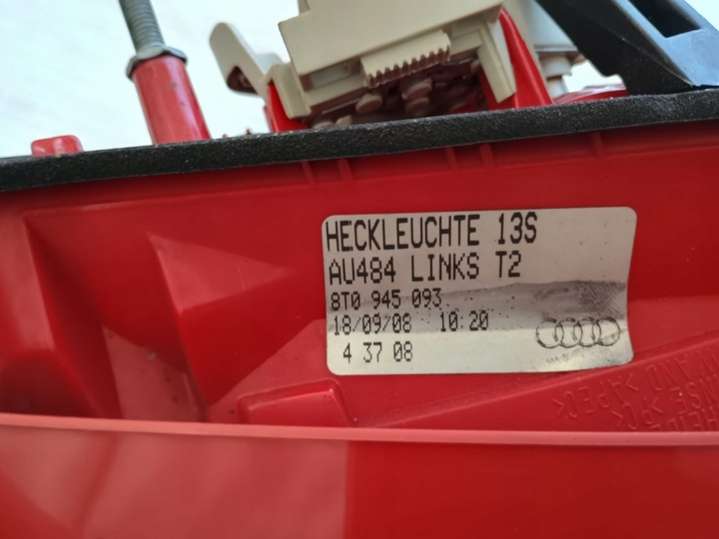 HECKLEUCHTE 13S
AU484 LINKS T2
8T0 945 093
18/09/08 10:20
4 37 08